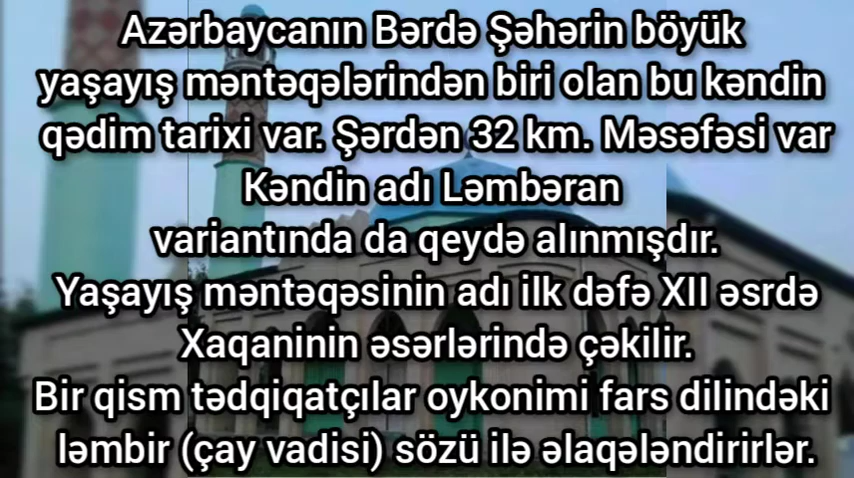 Azərbaycanın Bərdə Şəhərin böyük
yaşayış məntəqələrindən biri olan bu kəndin
qədim tarixi var. Şərdən 32 km. Məsəfəsi var
Kəndin adı Ləmbəran
variantında da qeydə alınmışdır.
Yaşayış məntəqəsinin adı ilk dəfə XII əsrdə
Xaqaninin əsərlərində çəkilir.
Bir qism tədqiqatçılar oykonimi fars dilindəki
ləmbir (çay vadisi) sözü ilə əlaqələndirirlər.